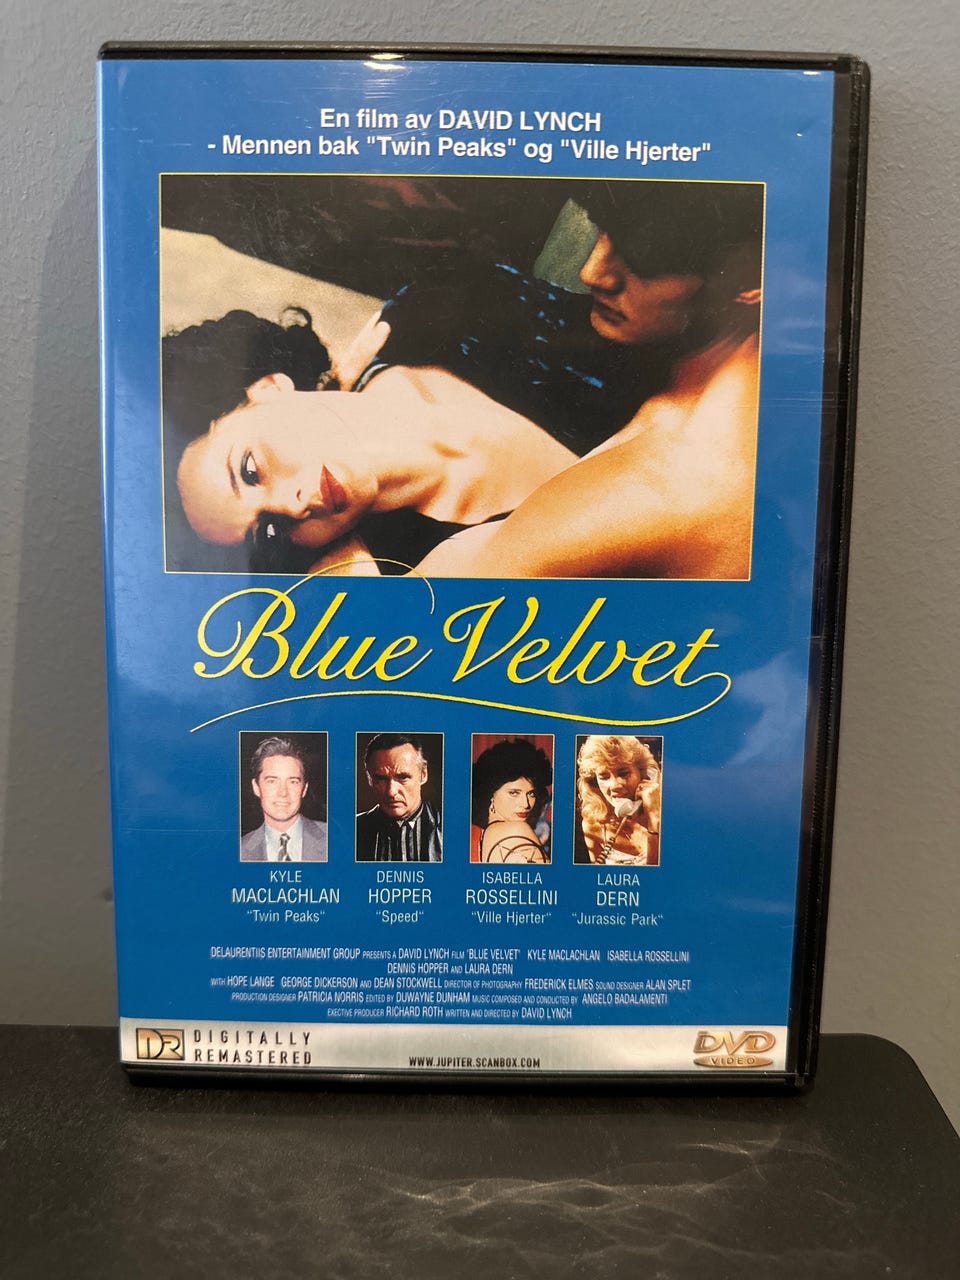 En film av DAVID LYNCH
- Mennen bak "Twin Peaks" og "Ville Hjerter"
Blue Velvet
KYLE
MACLACHLAN
"Twin Peaks"
DENNIS
HOPPER
"Speed"
ISABELLA
ROSSELLINI
"Ville Hjerter"
LAURA
DERN
"Jurassic Park"
DELAURENTIIS ENTERTAINMENT GROUP PRESENTS A DAVID LYNCH FILM 'BLUE VELVET' KYLE MACLACHLAN ISABELLA ROSSELLINI
DENNIS HOPPER AND LAURA DERN
WITH HOPE LANGE GEORGE DICKERSON AND DEAN STOCKWELL DIRECTOR OF PHOTOGRAPHY FREDERICK ELMES SOUND DESIGNER ALAN SPLET
PRODUCTION DESIGNER PATRICIA NORRIS EDITED BY DUWAYNE DUNHAM MUSIC COMPOSED AND CONDUCTED BY ANGELO BADALAMENTI
EXECTIVE PRODUCER RICHARD ROTH WRITTEN AND DIRECTED BY DAVID LYNCH
DR DIGITALLY
REMASTERED
WWW.JUPITER.SCANBOX.COM
DVD
VIDEO